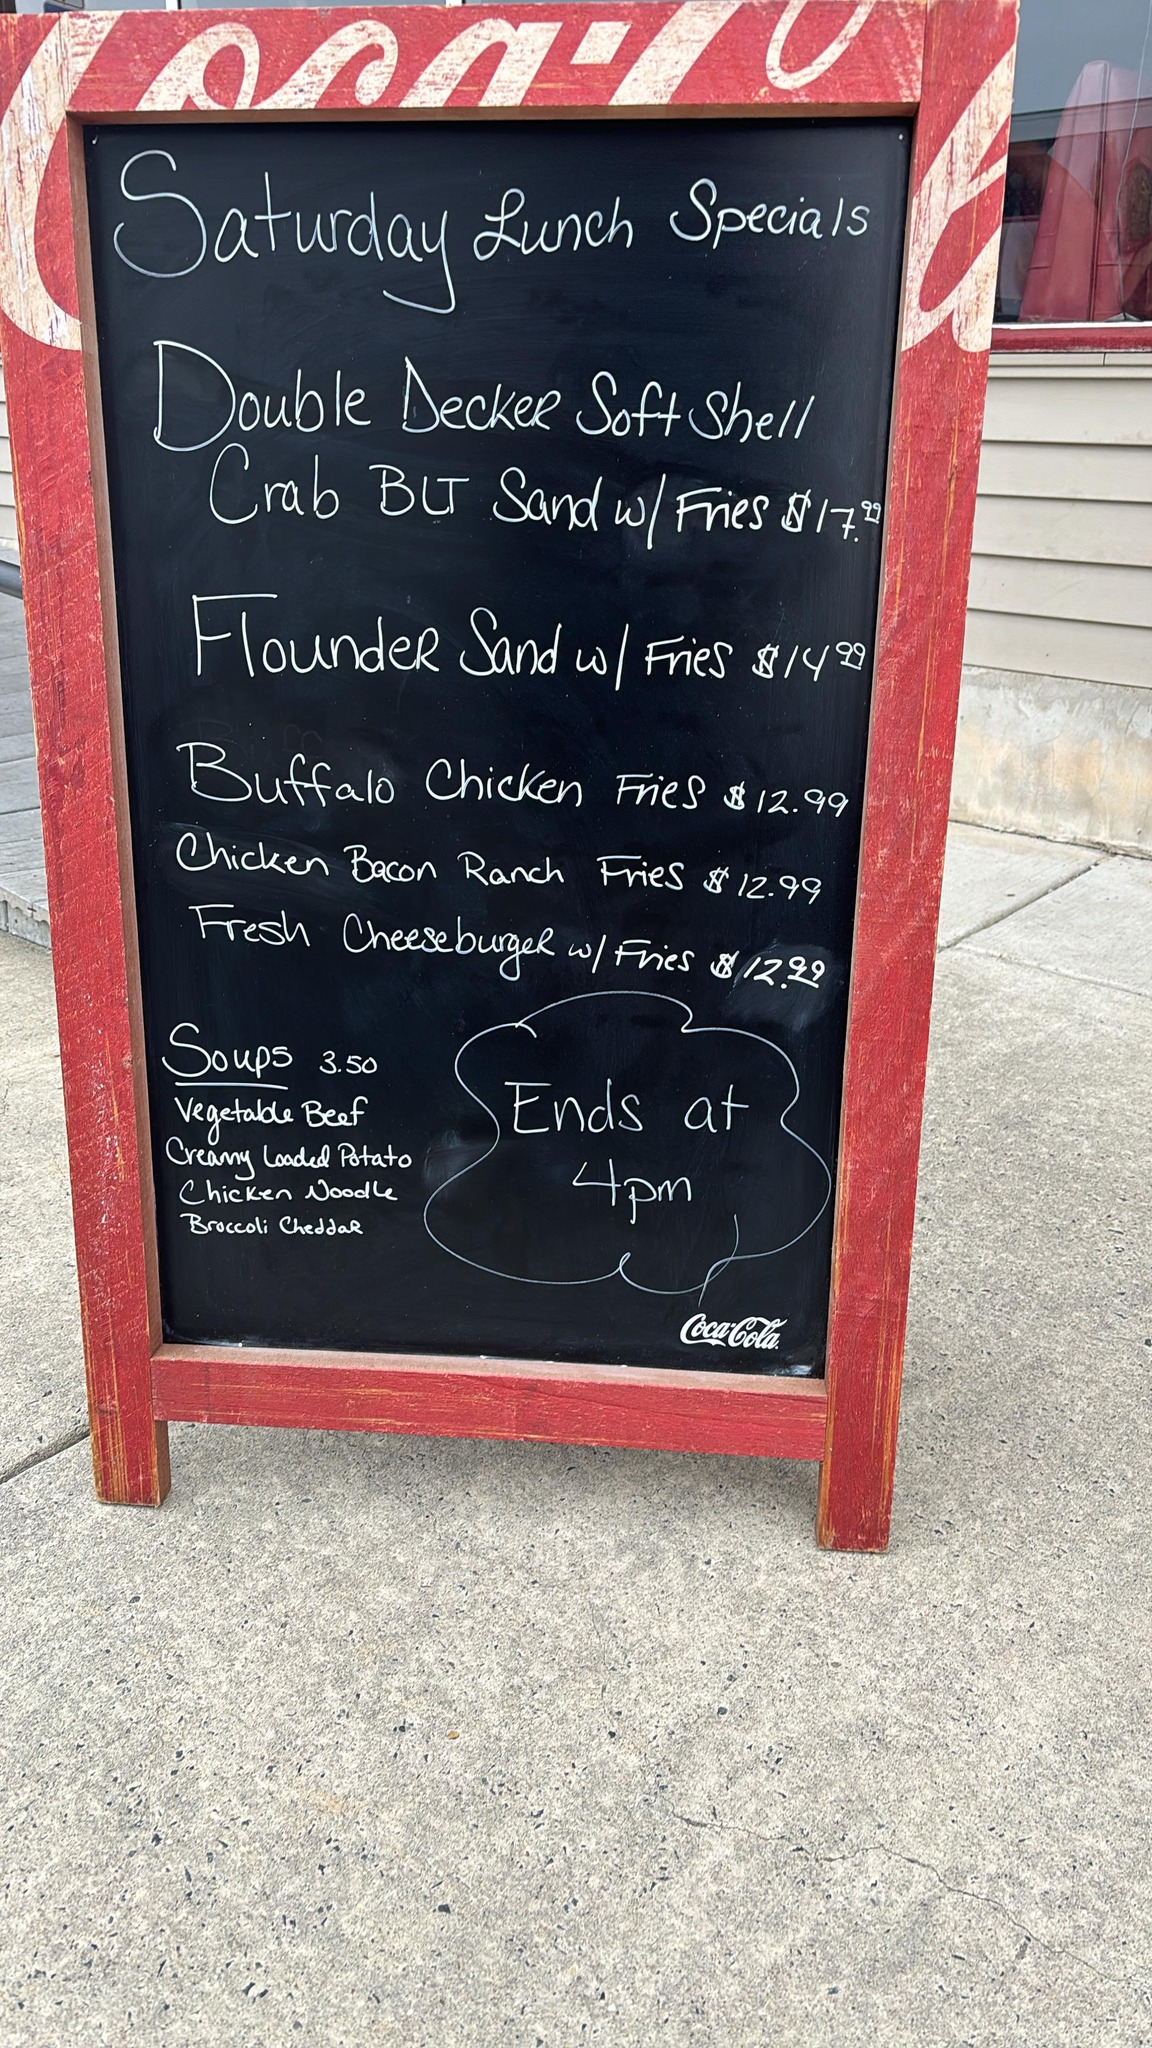 Coca-Co
Saturday Lunch Specials
Double Decker Soft Shell
Crab BLT Sand w/ Fries $17.99
Flounder Sand w/ Fries $14 99
Buffalo Chicken Fries $12.99
Chicken Bacon Ranch Fries $12.99
Fresh Cheeseburger w/ Fries $12.99
Soups 3.50
Vegetable Beef
Creamy Loaded Potato
Chicken Noodle
Broccoli Cheddar
Ends at
4pm
Coca-Cola